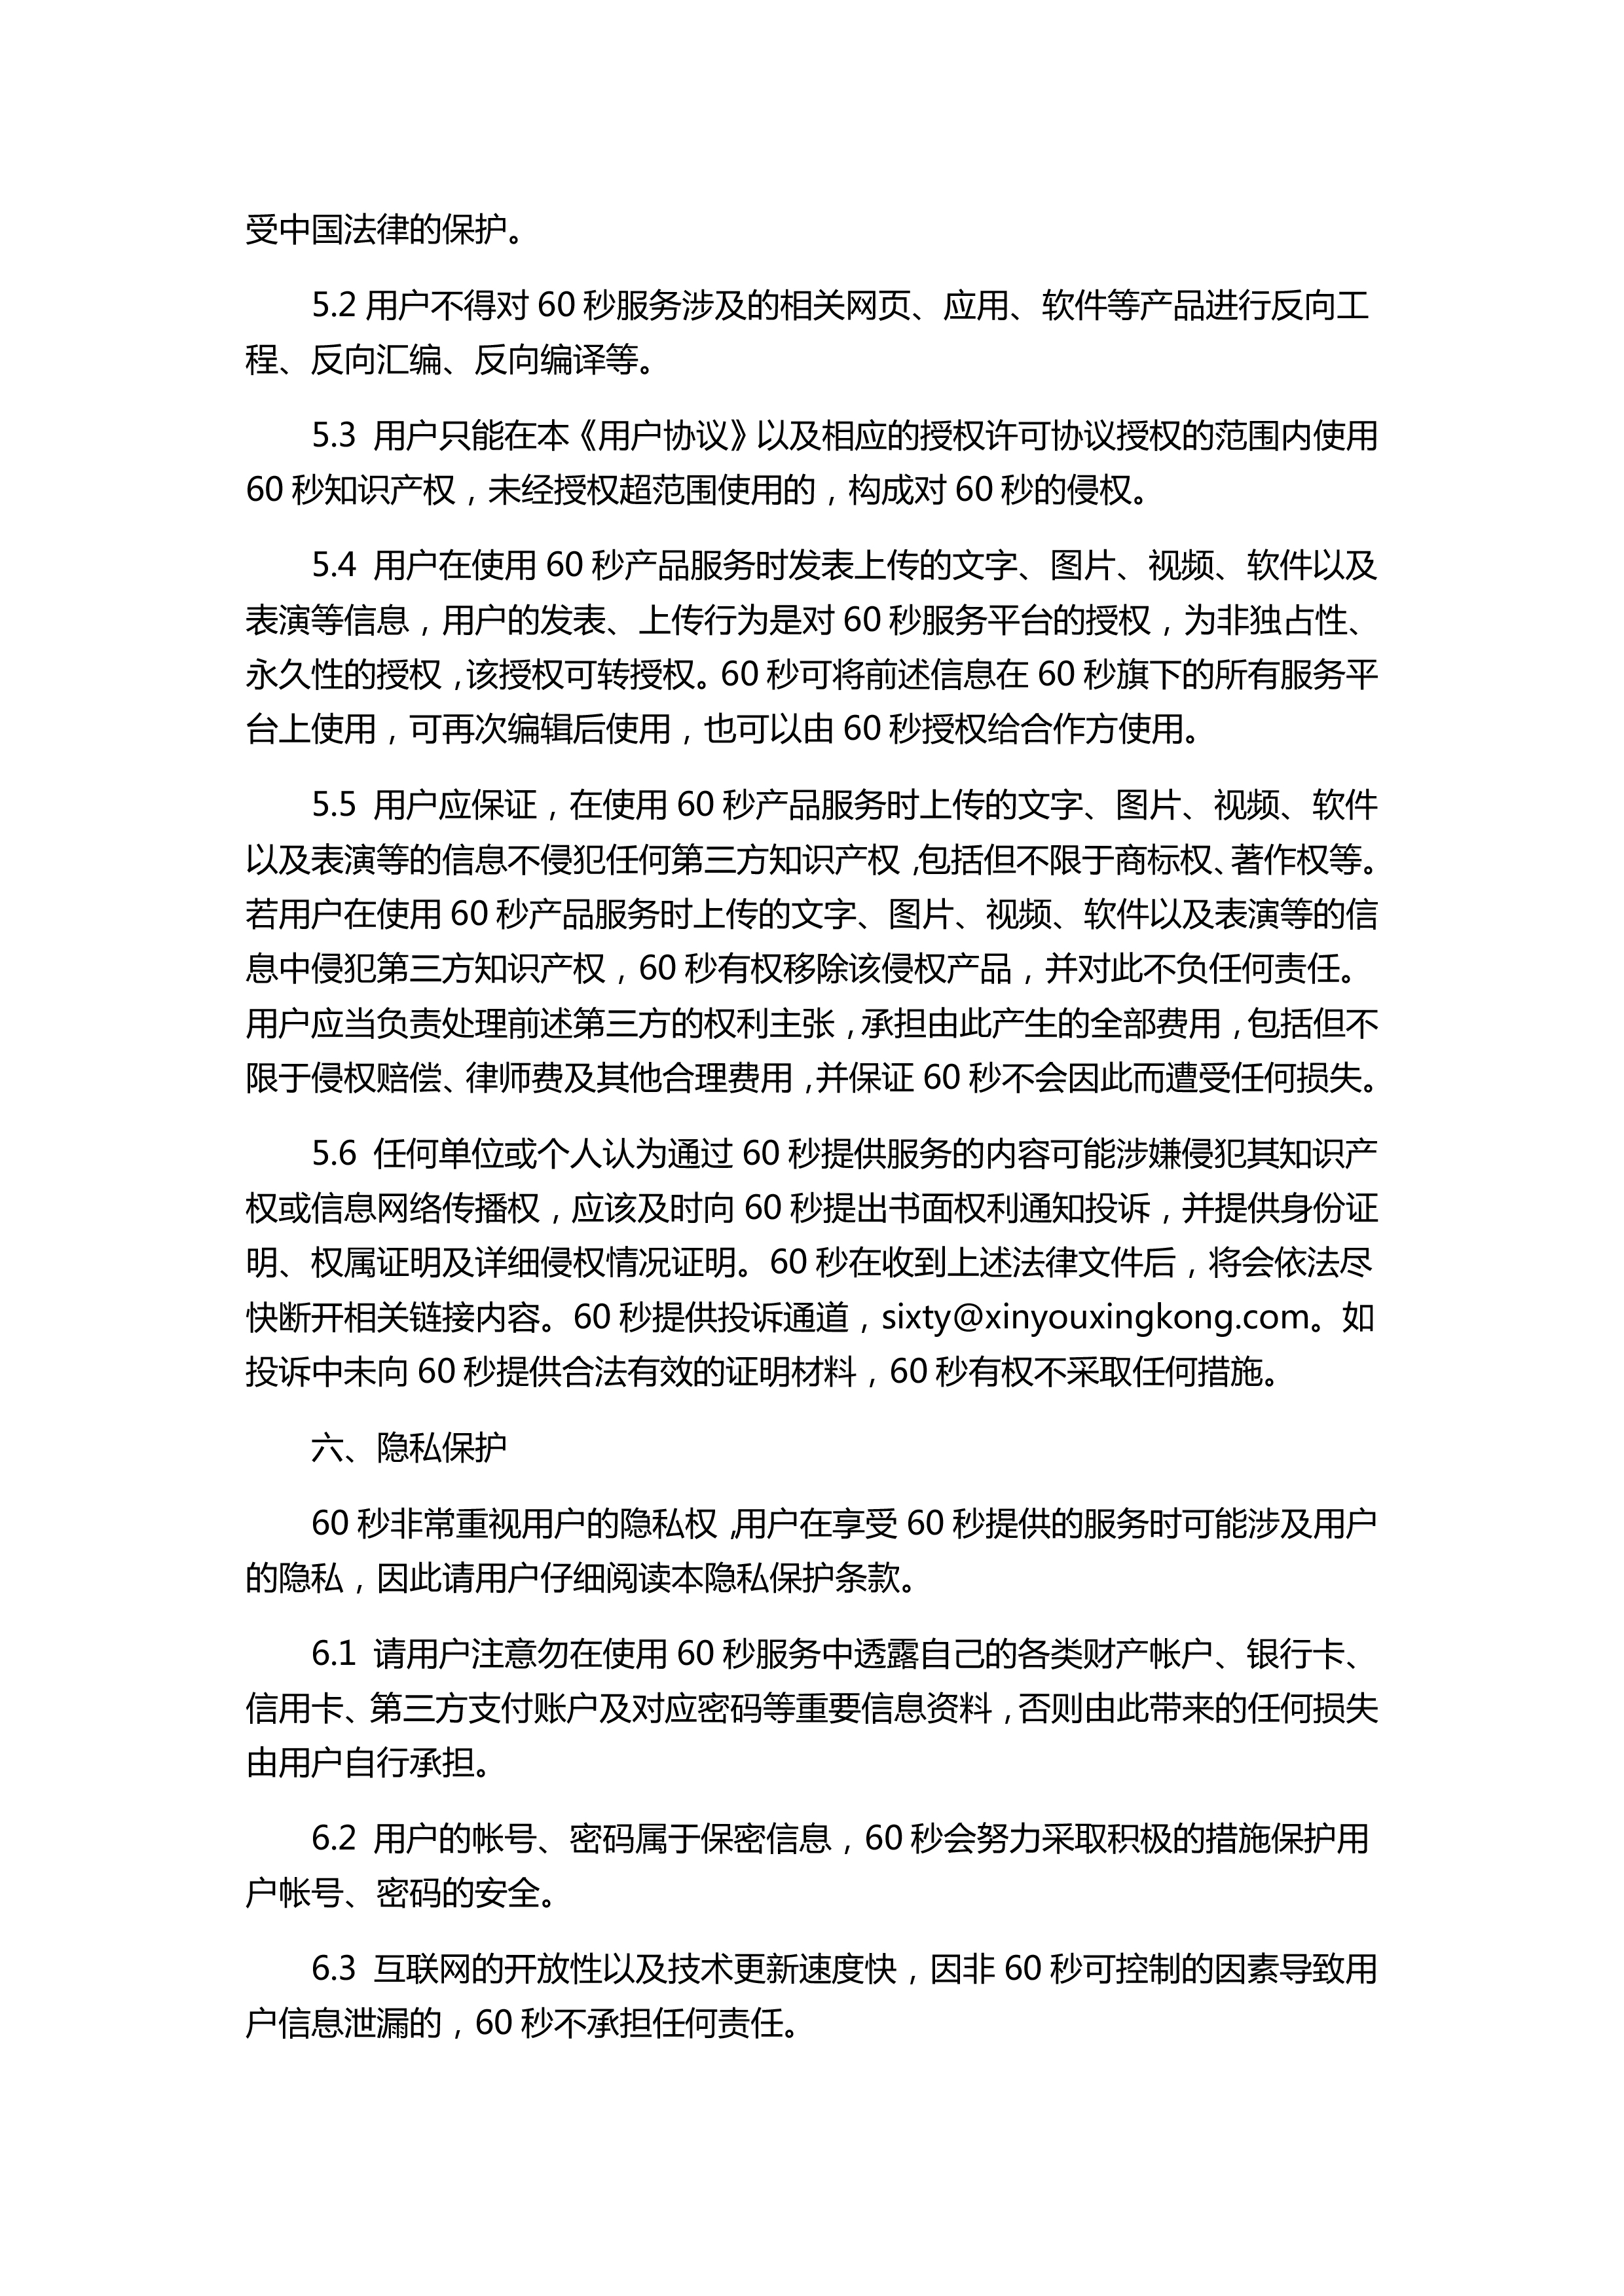 受中国法律的保护。
5.2 用户不得对 60 秒服务涉及的相关网页、应用、软件等产品进行反向工
程、反向汇编、反向编译等。
5.3 用户只能在本《用户协议》以及相应的授权许可协议授权的范围内使用
60 秒知识产权，未经授权超范围使用的，构成对 60 秒的侵权。
5.4 用户在使用 60 秒产品服务时发表上传的文字、图片、视频、软件以及
表演等信息，用户的发表、上传行为是对 60 秒服务平台的授权，为非独占性、
永久性的授权，该授权可转授权。60 秒可将前述信息在 60 秒旗下的所有服务平
台上使用，可再次编辑后使用，也可以由 60 秒授权给合作方使用。
5.5 用户应保证，在使用 60 秒产品服务时上传的文字、图片、视频、软件
以及表演等的信息不侵犯任何第三方知识产权，包括但不限于商标权、著作权等。
若用户在使用 60 秒产品服务时上传的文字、图片、视频、软件以及表演等的信
息中侵犯第三方知识产权，60 秒有权移除该侵权产品，并对此不负任何责任。
用户应当负责处理前述第三方的权利主张，承担由此产生的全部费用，包括但不
限于侵权赔偿、律师费及其他合理费用，并保证 60 秒不会因此而遭受任何损失。
5.6 任何单位或个人认为通过 60 秒提供服务的内容可能涉嫌侵犯其知识产
权或信息网络传播权，应该及时向 60 秒提出书面权利通知投诉，并提供身份证
明、权属证明及详细侵权情况证明。60 秒在收到上述法律文件后，将会依法尽
快断开相关链接内容。60 秒提供投诉通道，sixty@xinyouxingkong.com。如
投诉中未向 60 秒提供合法有效的证明材料，60 秒有权不采取任何措施。
六、隐私保护
60 秒非常重视用户的隐私权，用户在享受 60 秒提供的服务时可能涉及用户
的隐私，因此请用户仔细阅读本隐私保护条款。
6.1 请用户注意勿在使用 60 秒服务中透露自己的各类财产帐户、银行卡、
信用卡、第三方支付账户及对应密码等重要信息资料，否则由此带来的任何损失
由用户自行承担。
6.2 用户的帐号、密码属于保密信息，60 秒会努力采取积极的措施保护用
户帐号、密码的安全。
6.3 互联网的开放性以及技术更新速度快，因非 60 秒可控制的因素导致用
户信息泄漏的，60 秒不承担任何责任。